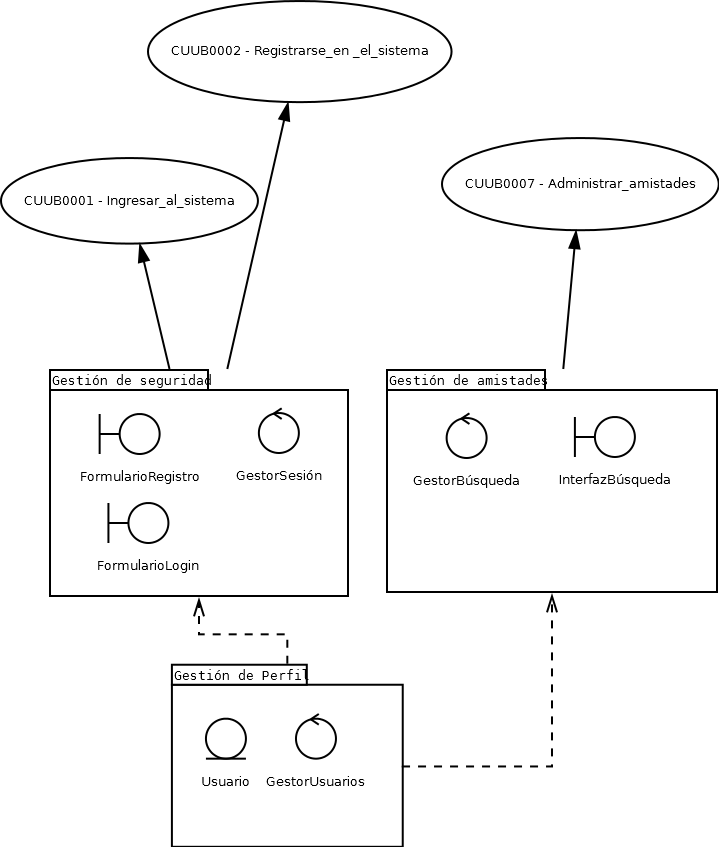 CUUB0002 - Registrarse_en _el_sistema
CUUB0007 - Administrar_amistades
CUUB0001 - Ingresar_al_sistema
Gestión de seguridad
FormularioRegistro
GestorSesión
FormularioLogin
Gestión de amistades
GestorBúsqueda
InterfazBúsqueda
Gestión de Perfil
Usuario
GestorUsuarios